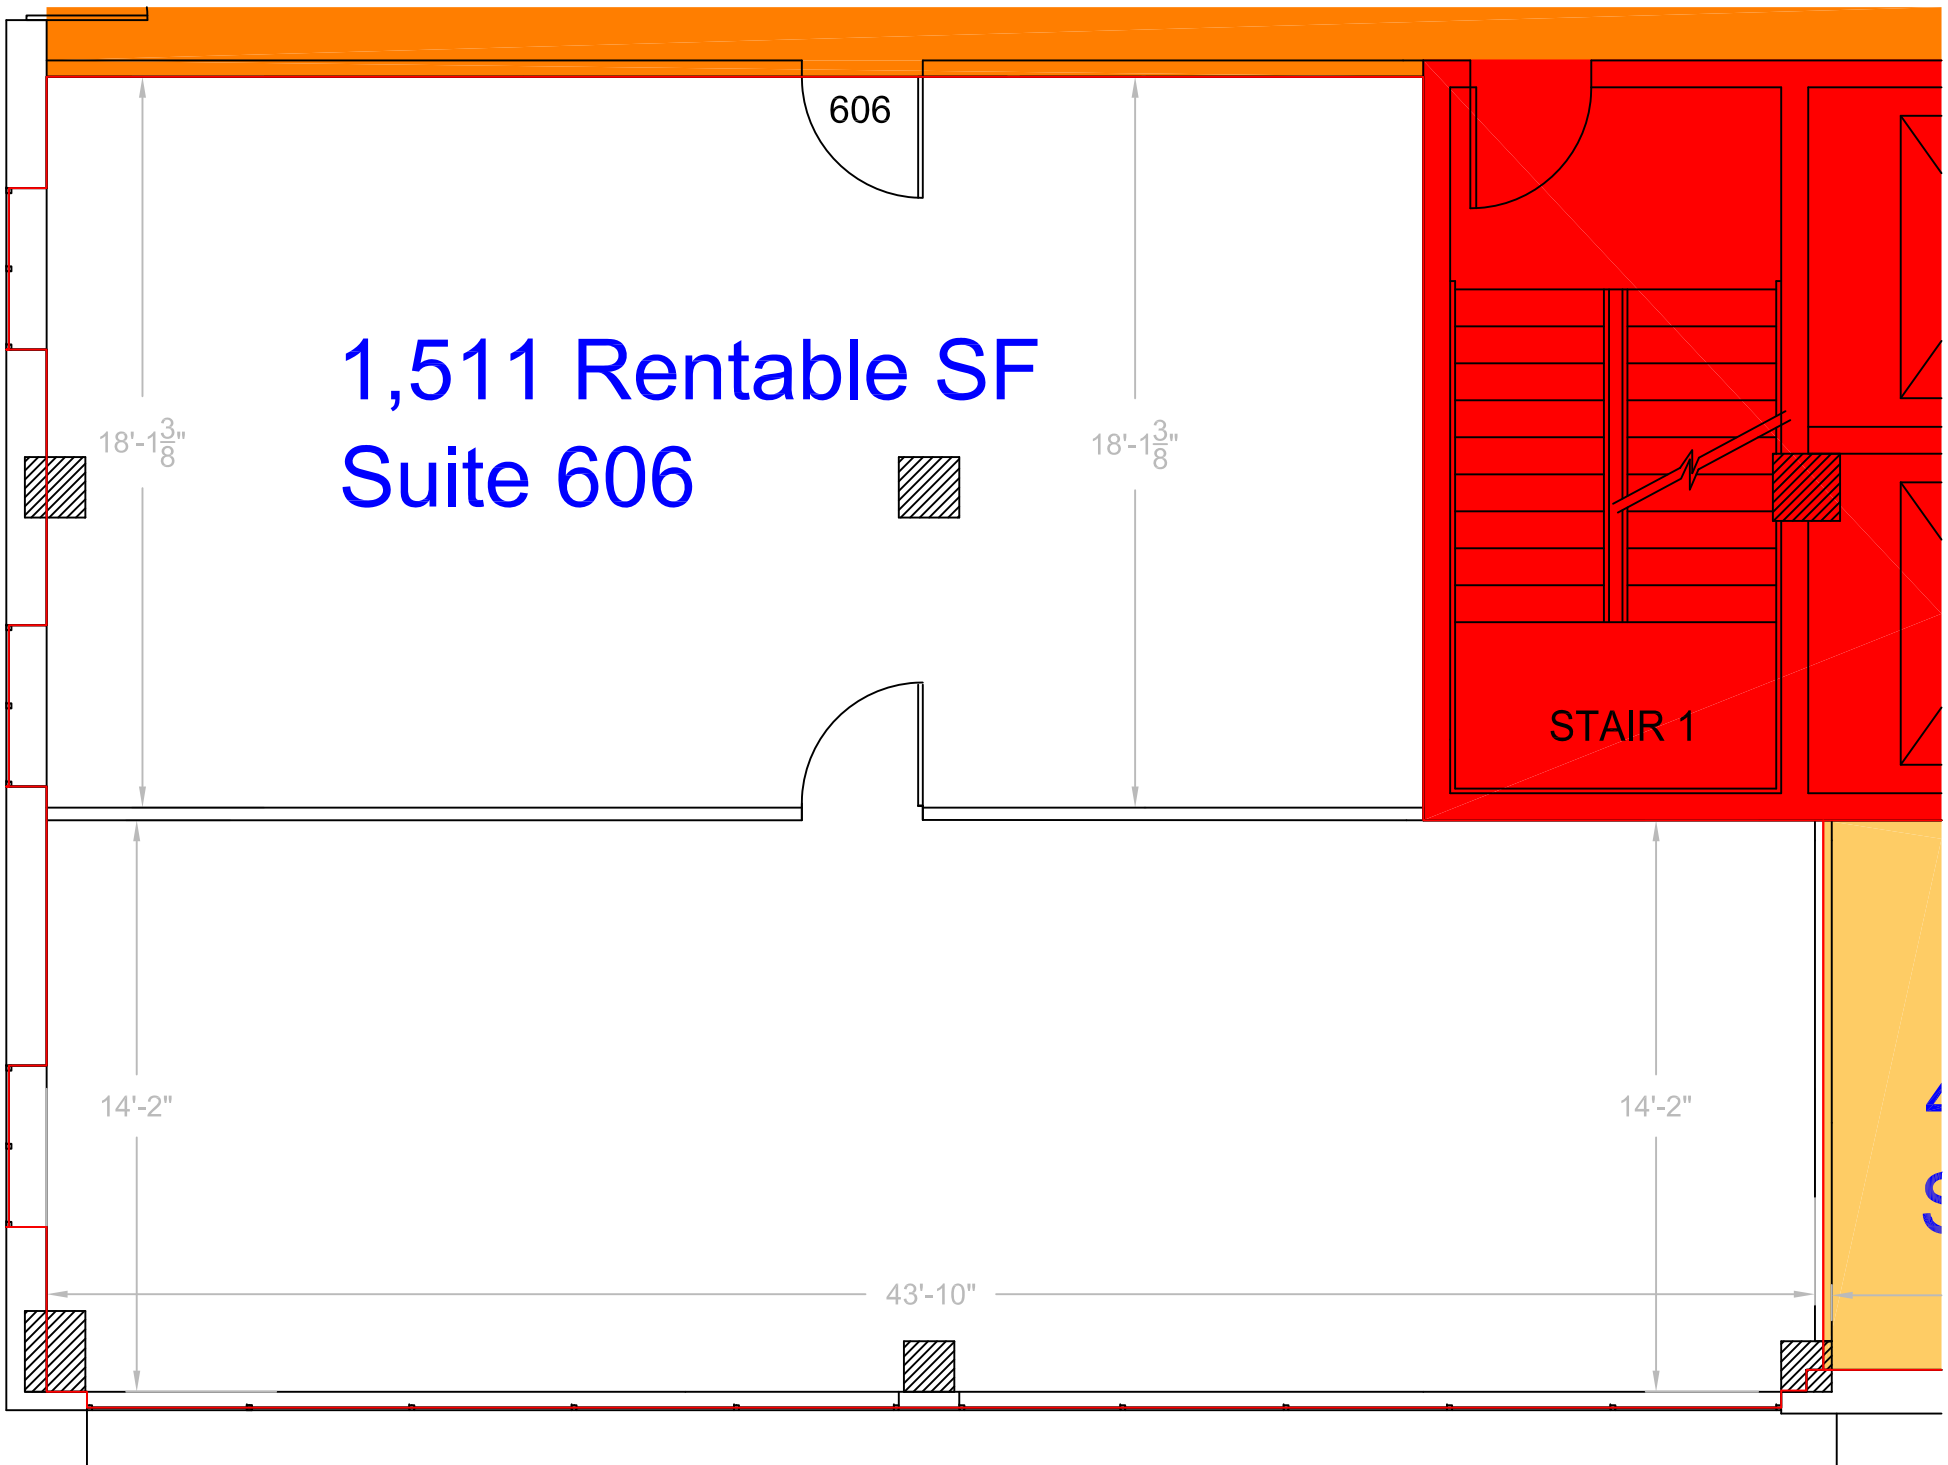 606
1,511 Rentable SF
Suite 606
18'-1 3/8"
18'-1 3/8"
STAIR 1
14'-2"
14'-2"
43'-10"